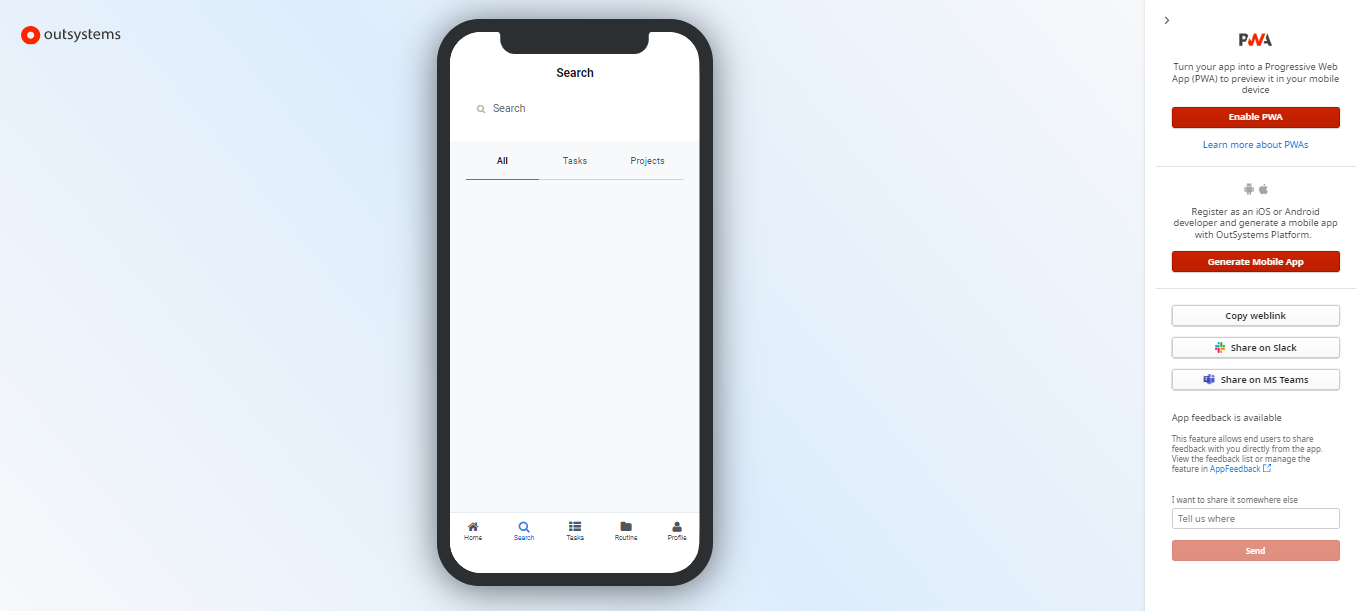 outsystems
Search
Search
All Tasks Projects
Home Search Tasks Routine Profile
PWA
Turn your app into a Progressive Web
App (PWA) to preview it in your mobile
device
Enable PWA
Learn more about PWAs
Register as an iOS or Android
developer and generate a mobile app
with OutSystems Platform.
Generate Mobile App
Copy weblink
Share on Slack
Share on MS Teams
App feedback is available
This feature allows end users to share
feedback with you directly from the app.
View the feedback list or manage the
feature in AppFeedback
I want to share it somewhere else
Tell us where
Send